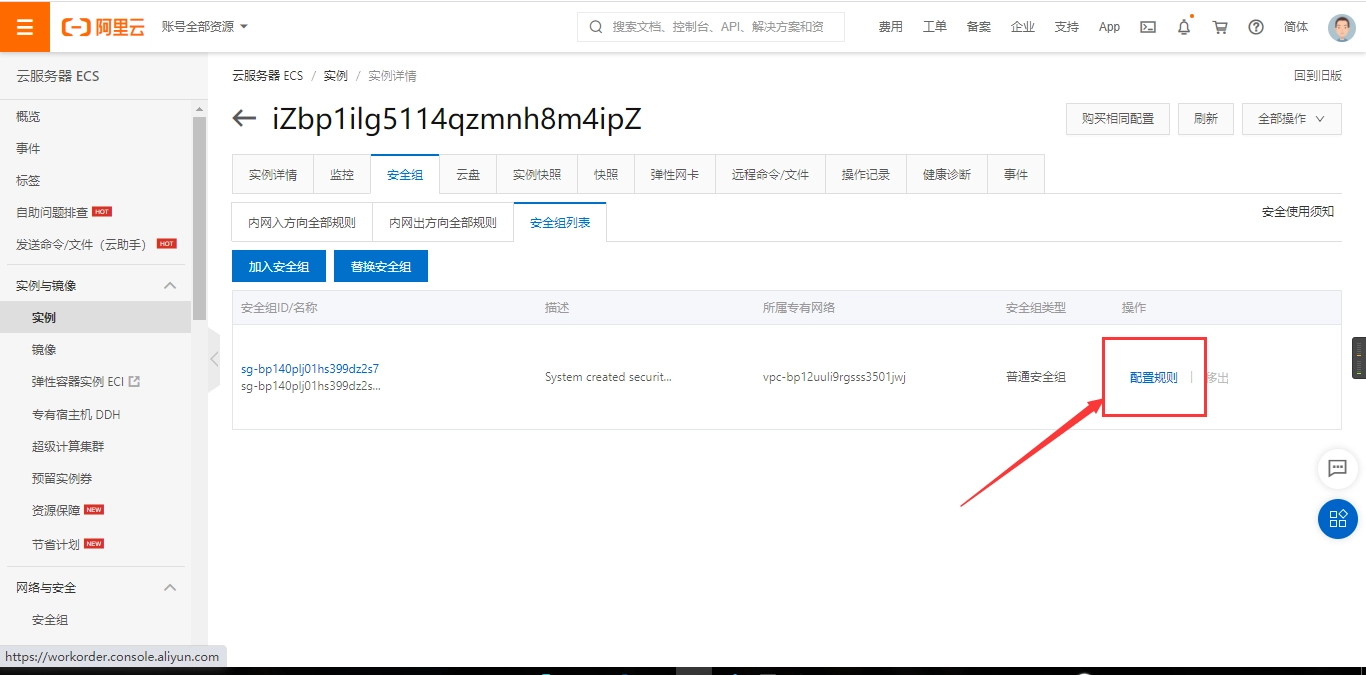 阿里云
账号全部资源
搜索文档、控制台、API、解决方案和资
费用 工单 备案 企业 支持 App 简体
云服务器 ECS
概览
事件
标签
自助问题排查 HOT
发送命令/文件（云助手） HOT
实例与镜像
实例
镜像
弹性容器实例 ECI
专有宿主机 DDH
超级计算集群
预留实例券
资源保障 NEW
节省计划 NEW
网络与安全
安全组
https://workorder.console.aliyun.com
云服务器 ECS / 实例 / 实例详情
回到旧版
iZbp1ilg5114qzmnh8m4ipZ
购买相同配置 刷新 全部操作
实例详情 监控 安全组 云盘 实例快照 快照 弹性网卡 远程命令/文件 操作记录 健康诊断 事件
内网入方向全部规则 内网出方向全部规则 安全组列表
安全使用须知
加入安全组 替换安全组
安全组ID/名称 描述 所属专有网络 安全组类型 操作
sg-bp140plj01hs399dz2s7
sg-bp140plj01hs399dz2s...
System created securit... vpc-bp12uuli9rgsss3501jwj 普通安全组 配置规则 | 移出